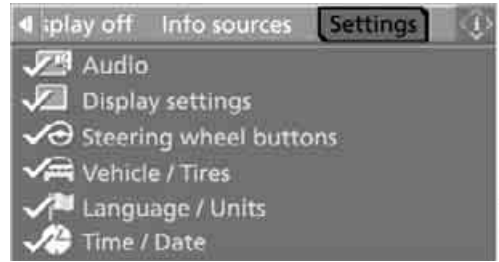 splay off Info sources Settings
Audio
Display settings
Steering wheel buttons
Vehicle / Tires
Language / Units
Time / Date